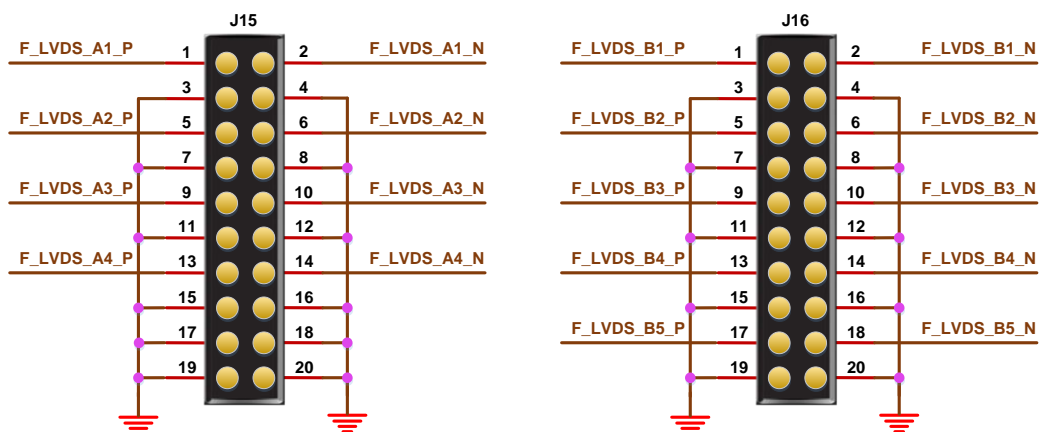 J15
F_LVDS_A1_P 1 2 F_LVDS_A1_N
3 4
F_LVDS_A2_P 5 6 F_LVDS_A2_N
7 8
F_LVDS_A3_P 9 10 F_LVDS_A3_N
11 12
F_LVDS_A4_P 13 14 F_LVDS_A4_N
15 16
17 18
19 20
J16
F_LVDS_B1_P 1 2 F_LVDS_B1_N
3 4
F_LVDS_B2_P 5 6 F_LVDS_B2_N
7 8
F_LVDS_B3_P 9 10 F_LVDS_B3_N
11 12
F_LVDS_B4_P 13 14 F_LVDS_B4_N
15 16
F_LVDS_B5_P 17 18 F_LVDS_B5_N
19 20